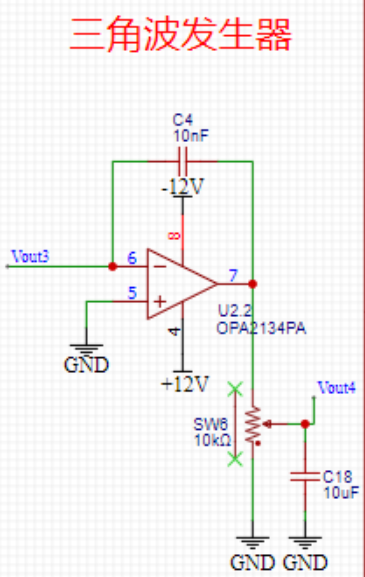 三角波发生器
C4
10nF
-12V
8
Vout3
6
7
5
U2.2
OPA2134PA
4
GND
+12V
Vout4
SW6
10kΩ
C18
10uF
GND GND